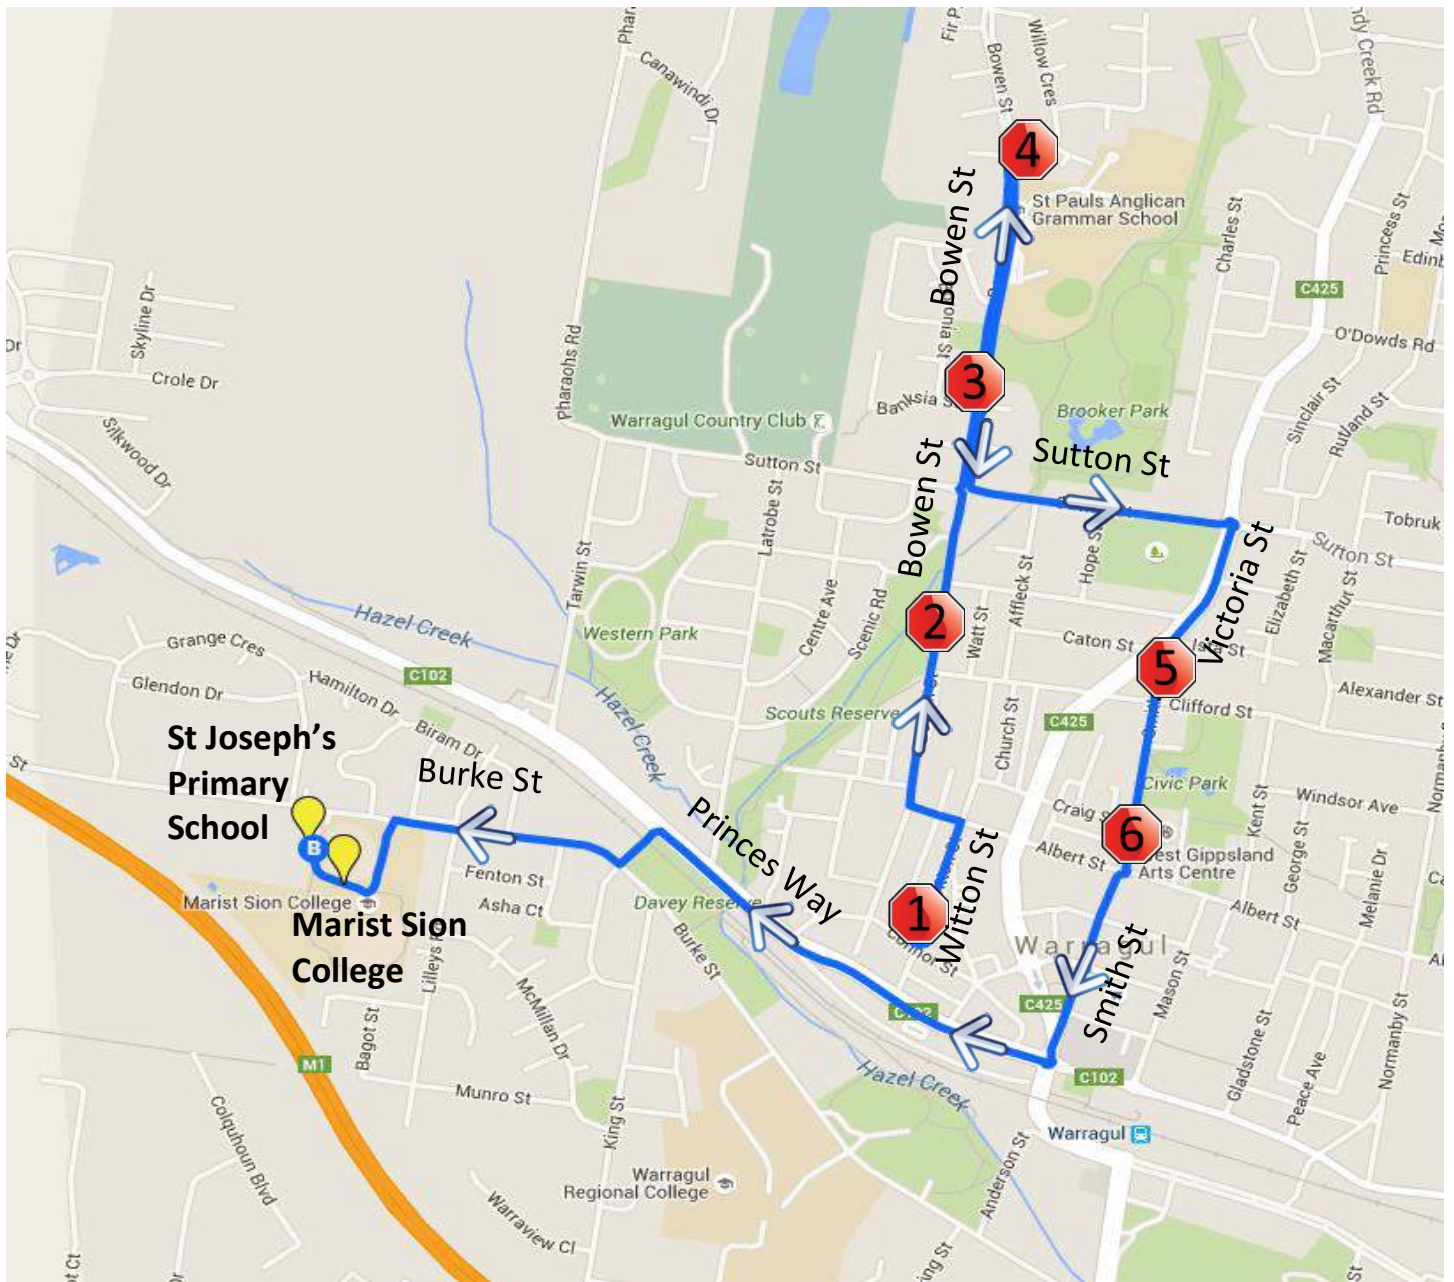 Canawindi Dr
Bowen St
Willow Cres
4
St Pauls Anglican
Grammar School
Bowen St
Charles St
Princess St
C425
O'Dowds Rd
Skyline Dr
Crole Dr
Silkwood Dr
Pharaohs Rd
3
Banksia
Brooker Park
Sinclair St
Rutland St
Warragul Country Club
Sutton St
Sutton St
Latrobe St
Bowen St
Tobruk
Sutton St
Victoria St
Hope St
Affleck St
Elizabeth St
Macarthur St
Tarwin St
Hazel Creek
Western Park
Centre Ave
Scenic Rd
2
Watt St
Caton St
5
Grange Cres
Glendon Dr
Hamilton Dr
C102
Biram Dr
Hazel Creek
Scouts Reserve
Church St
C425
Clifford St
Alexander St
St Joseph's
Primary
School
Burke St
Princes Way
Civic Park
Kent St
Windsor Ave
Craig
6
Albert St
West Gippsland
Arts Centre
George St
Melanie Dr
B
Fenton St
Asha Ct
Marist Sion College
Marist Sion
College
Davey Reserve
1
Witton St
Connor St
Warragul
Albert St
Burke St
McMillan Dr
Bagot St
C102
C425
Smith St
Mason St
Gladstone St
Normanby St
Peace Ave
M1
Munro St
King St
Hazel Creek
C102
Warragul
Colquhoun Blvd
Warragul
Regional College
Anderson St
Warraview Cl